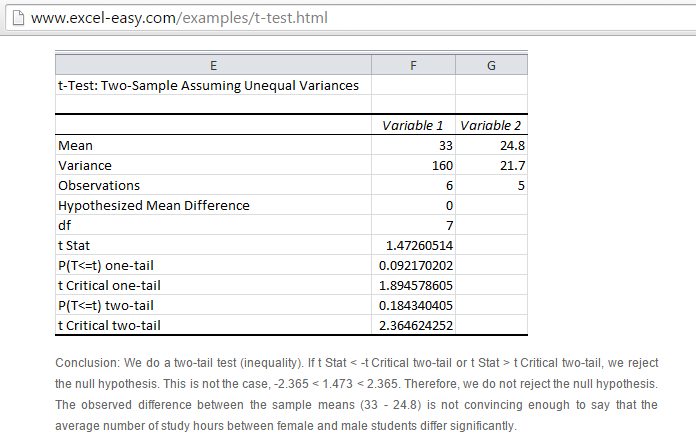 www.excel-easy.com/examples/t-test.html
E F G
t-Test: Two-Sample Assuming Unequal Variances
Variable 1 Variable 2
Mean 33 24.8
Variance 160 21.7
Observations 6 5
Hypothesized Mean Difference 0
df 7
t Stat 1.47260514
P(T<=t) one-tail 0.092170202
t Critical one-tail 1.894578605
P(T<=t) two-tail 0.184340405
t Critical two-tail 2.364624252
Conclusion: We do a two-tail test (inequality). If t Stat < -t Critical two-tail or t Stat > t Critical two-tail, we reject
the null hypothesis. This is not the case, -2.365 < 1.473 < 2.365. Therefore, we do not reject the null hypothesis.
The observed difference between the sample means (33 - 24.8) is not convincing enough to say that the
average number of study hours between female and male students differ significantly.